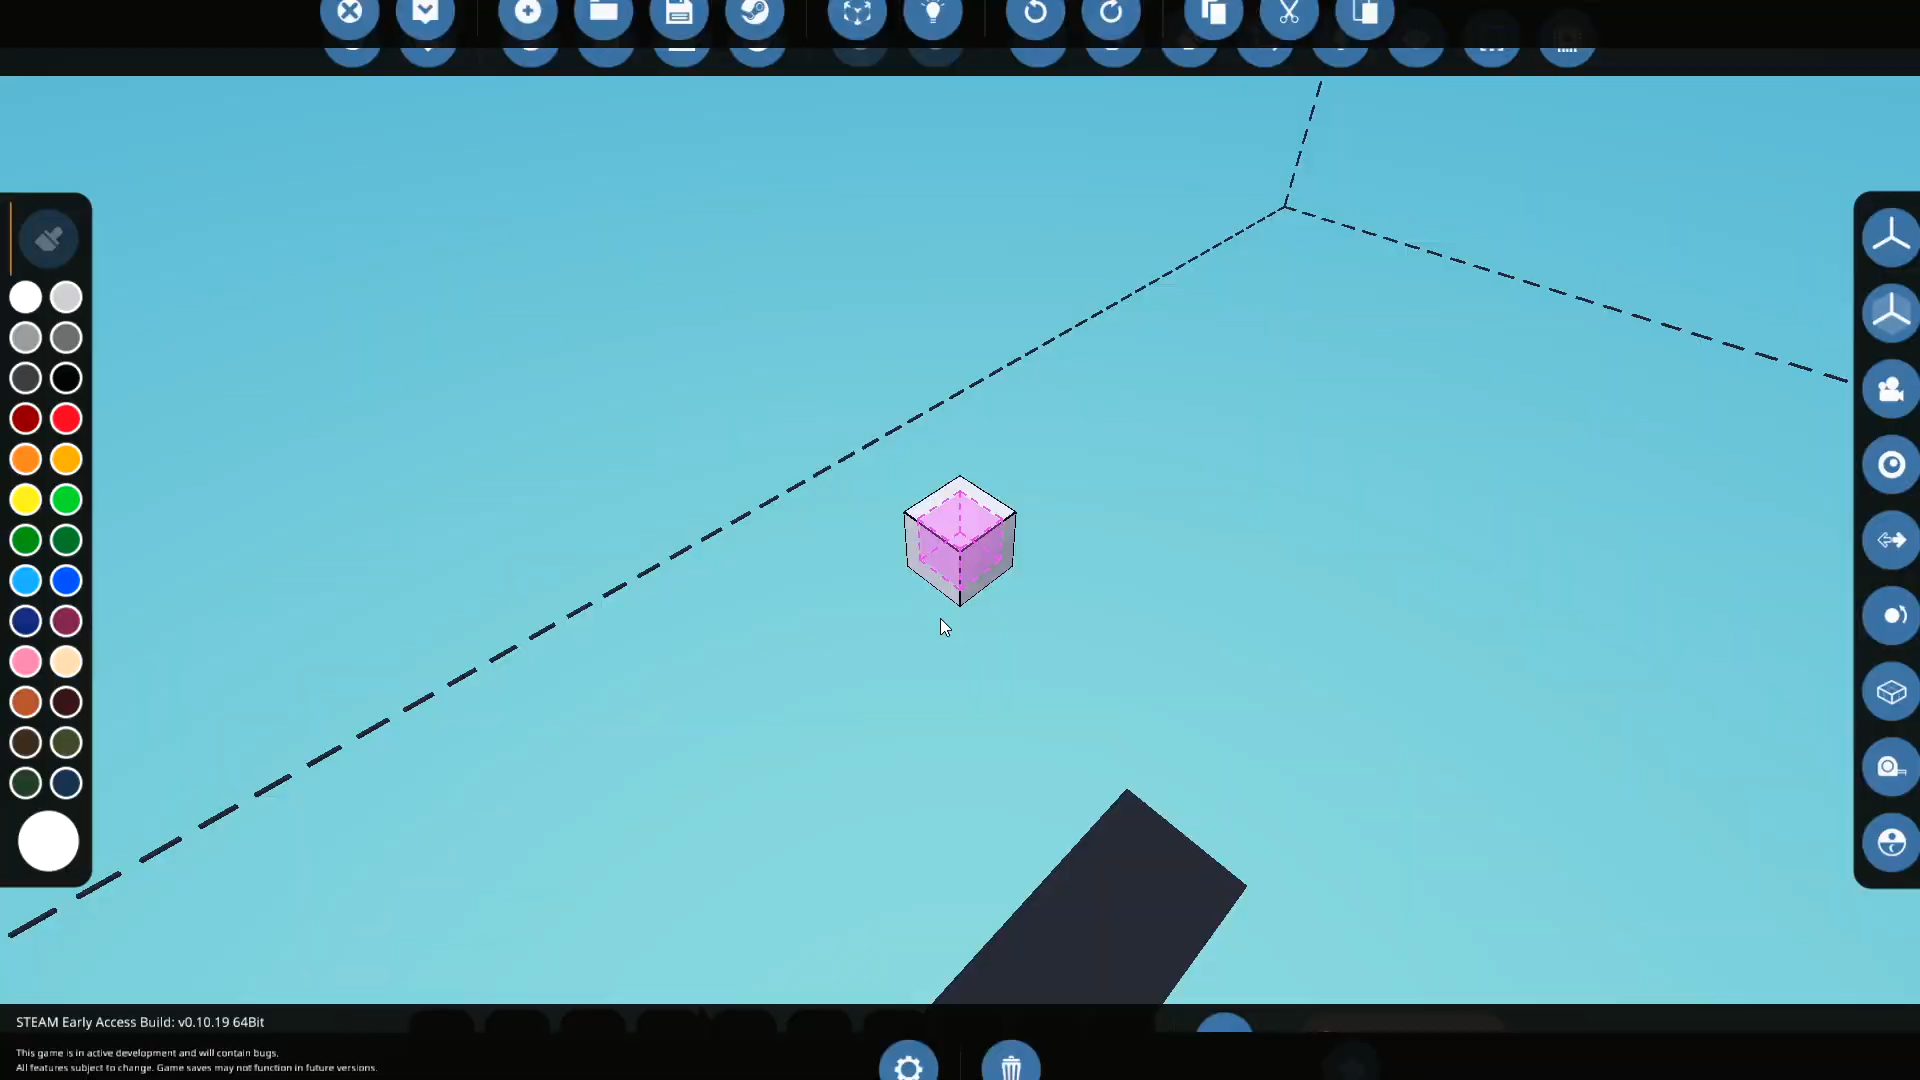 STEAM Early Access Build: v0.10.19 64Bit
This game is in active development and will contain bugs.
All features subject to change. Game saves may not function in future versions.